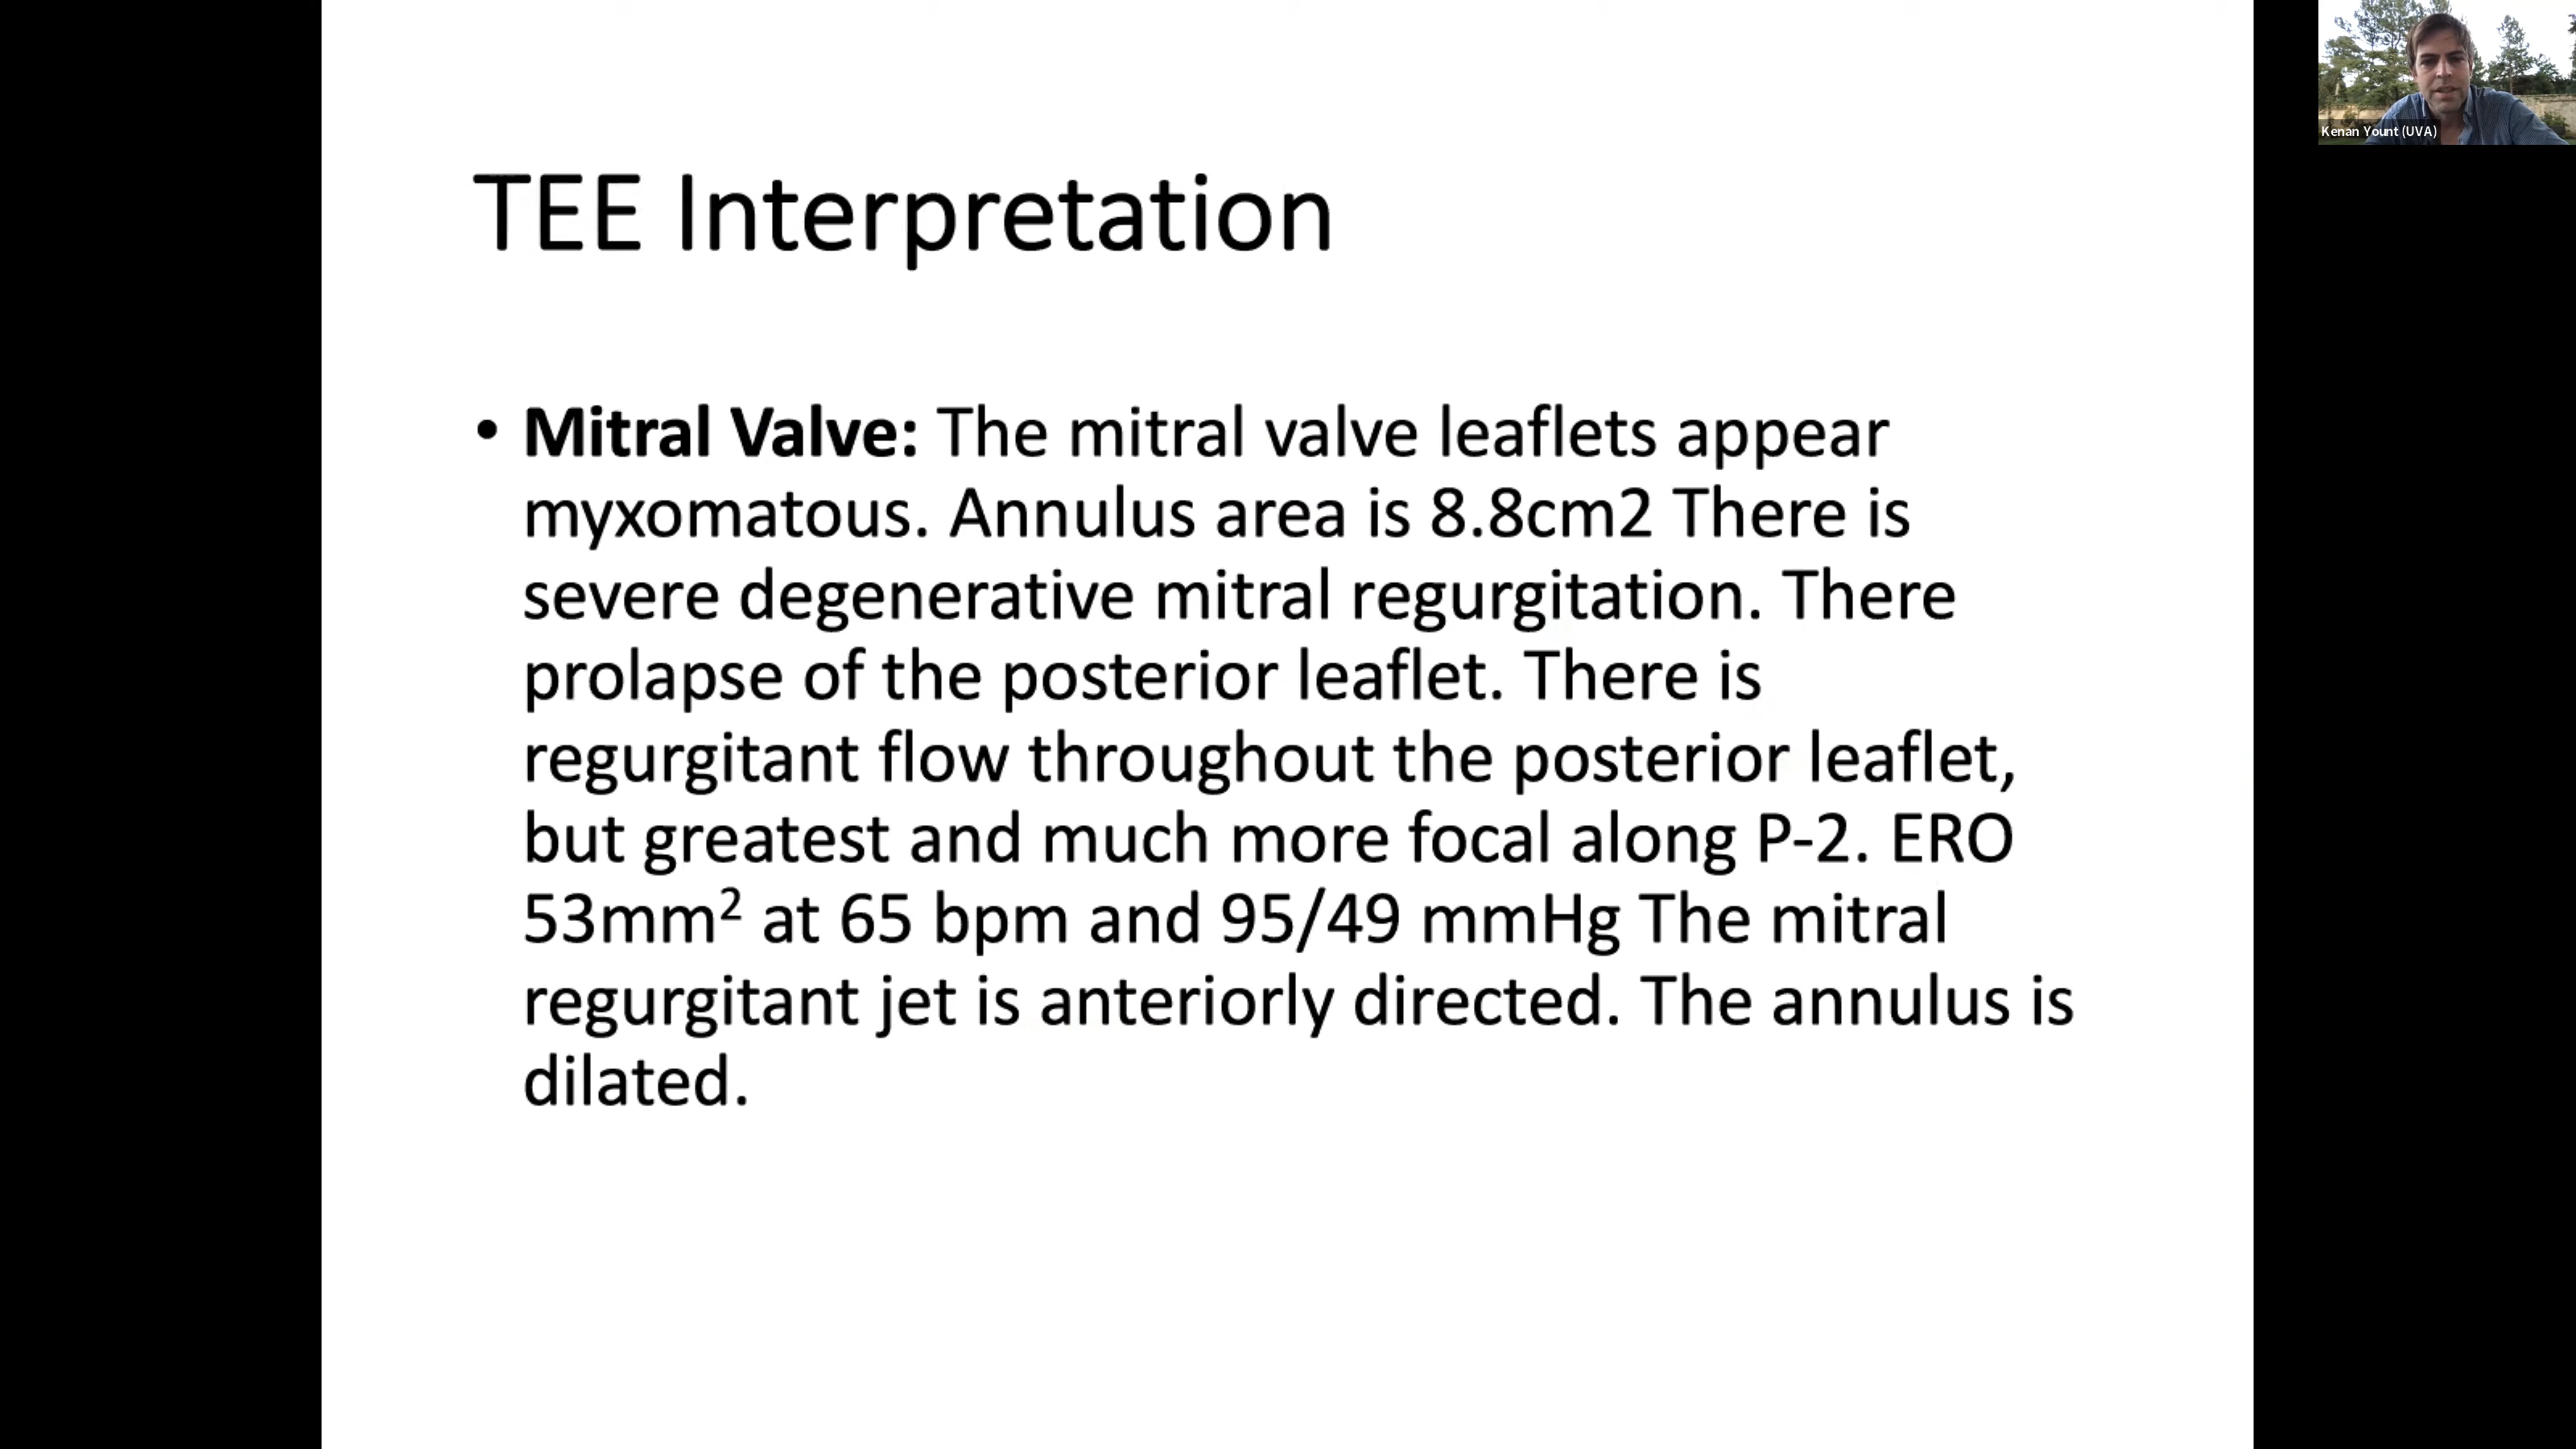 TEE Interpretation
• Mitral Valve: The mitral valve leaflets appear
myxomatous. Annulus area is 8.8cm2 There is
severe degenerative mitral regurgitation. There
prolapse of the posterior leaflet. There is
regurgitant flow throughout the posterior leaflet,
but greatest and much more focal along P-2. ERO
53mm² at 65 bpm and 95/49 mmHg The mitral
regurgitant jet is anteriorly directed. The annulus is
dilated.
Kenan Yount (UVA)